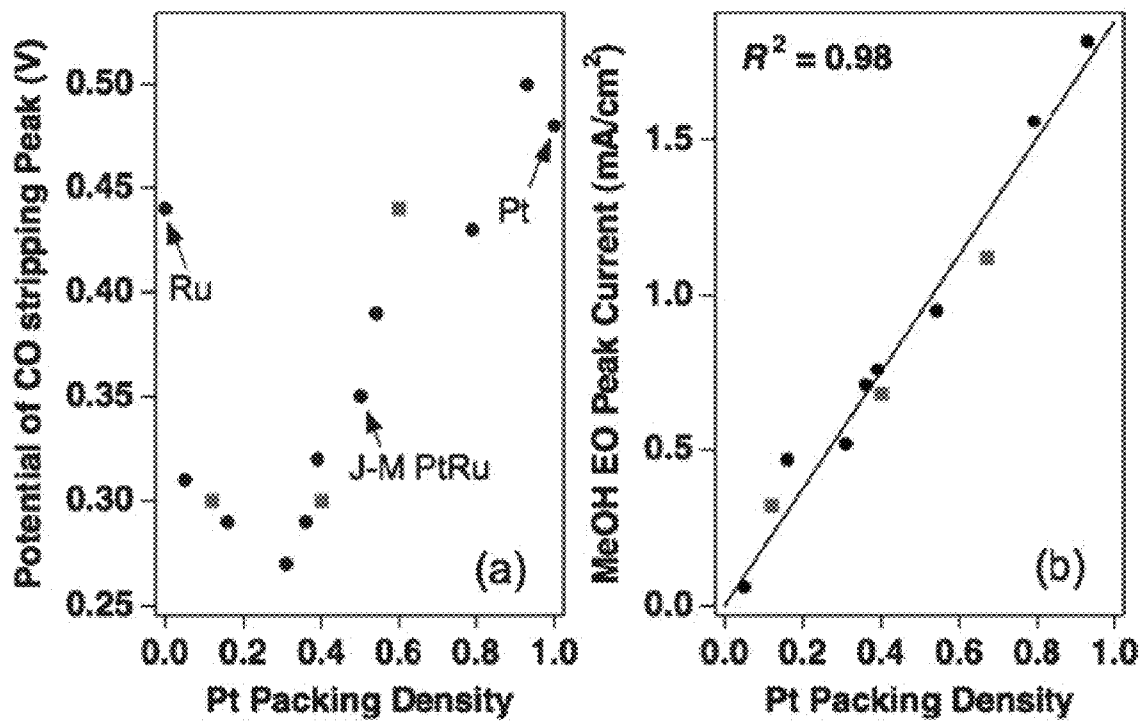 Potential of CO stripping Peak (V)
0.50
0.45
0.40
0.35
0.30
0.25
Ru
Pt
J-M PtRu
(a)
0.0 0.2 0.4 0.6 0.8 1.0
Pt Packing Density
MeOH EO Peak Current (mA/cm²)
R² = 0.98
1.5
1.0
0.5
0.0
(b)
0.0 0.2 0.4 0.6 0.8 1.0
Pt Packing Density